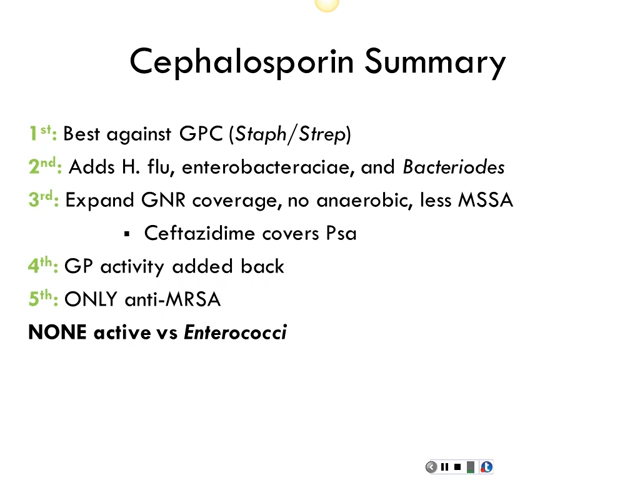 Cephalosporin Summary
1st: Best against GPC (Staph/Strep)
2nd: Adds H. flu, enterobacteraciae, and Bacteriodes
3rd: Expand GNR coverage, no anaerobic, less MSSA
▪ Ceftazidime covers Psa
4th: GP activity added back
5th: ONLY anti-MRSA
NONE active vs Enterococci